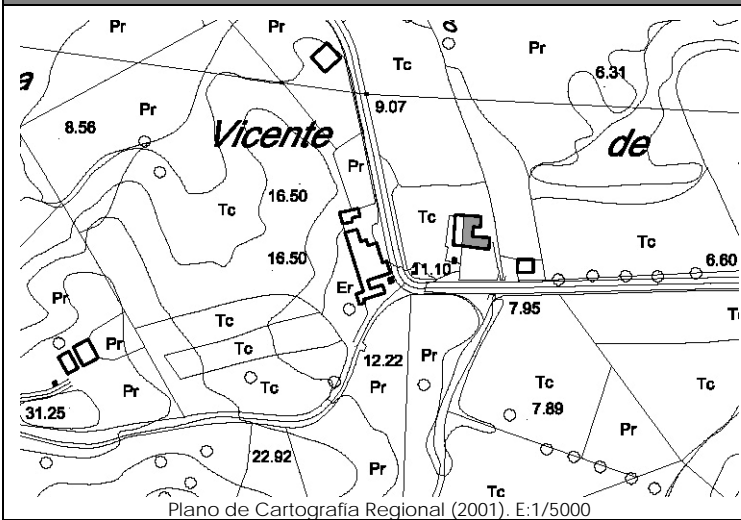 Pr Pr
Tc Pr
a 6.31
9.07
8.56 Pr
Vicente de
Pr
16.50
Tc Tc
Tc
16.50 11.10 6.60
Er
Pr 7.95
Tc
Pr Tc
12.22 Pr
Tc Tc Tc
Pr Pr
31.25 7.89
Pr
22.92
Pr
Tc Tc
Plano de Cartografía Regional (2001). E:1/5000